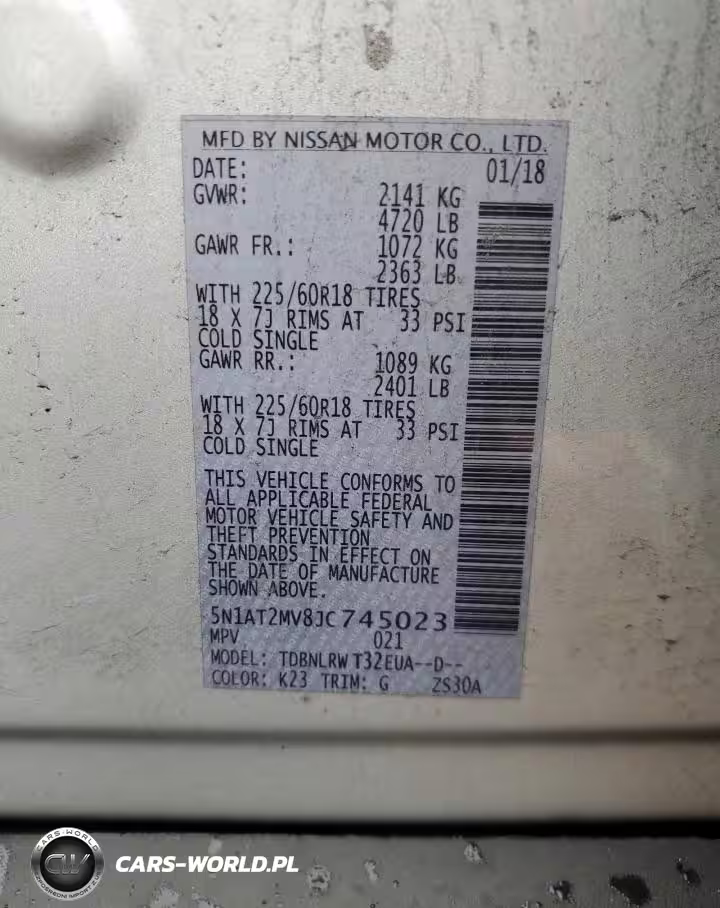 MFD BY NISSAN MOTOR CO., LTD.
DATE: 01/18
GVWR: 2141 KG
4720 LB
GAWR FR.: 1072 KG
2363 LB
WITH 225/60R18 TIRES
18 X 7J RIMS AT 33 PSI
COLD SINGLE
GAWR RR.: 1089 KG
2401 LB
WITH 225/60R18 TIRES
18 X 7J RIMS AT 33 PSI
COLD SINGLE
THIS VEHICLE CONFORMS TO
ALL APPLICABLE FEDERAL
MOTOR VEHICLE SAFETY AND
THEFT PREVENTION
STANDARDS IN EFFECT ON
THE DATE OF MANUFACTURE
SHOWN ABOVE.
5N1AT2MV8JC745023
MPV 021
MODEL: TDBNLRW T32EUA--D--
COLOR: K23 TRIM: G ZS30A
CARS-WORLD
CW
CARS-WORLD.PL